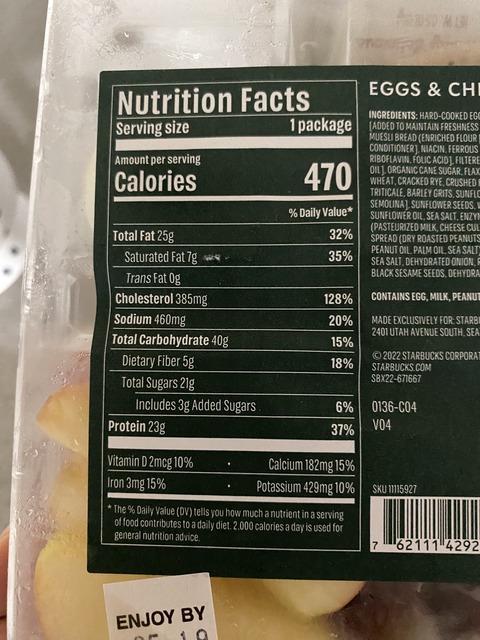 Nutrition Facts
Serving size 1 package
Amount per serving
Calories 470
% Daily Value*
Total Fat 25g 32%
Saturated Fat 7g 35%
Trans Fat 0g
Cholesterol 385mg 128%
Sodium 460mg 20%
Total Carbohydrate 40g 15%
Dietary Fiber 5g 18%
Total Sugars 21g
Includes 3g Added Sugars 6%
Protein 23g 37%
Vitamin D 2mcg 10% • Calcium 182mg 15%
Iron 3mg 15% • Potassium 429mg 10%
* The % Daily Value (DV) tells you how much a nutrient in a serving
of food contributes to a daily diet. 2,000 calories a day is used for
general nutrition advice.
EGGS & CH
INGREDIENTS: HARD-COOKED EGG
[ADDED TO MAINTAIN FRESHNESS
MUESLI BREAD (ENRICHED FLOUR
CONDITIONER], NIACIN, FERROUS
RIBOFLAVIN, FOLIC ACID], FILTERE
OIL], ORGANIC CANE SUGAR, FLAX
WHEAT, CRACKED RYE, CRUSHED
TRITICALE, BARLEY GRITS, SUNFL
SEMOLINA], SUNFLOWER SEEDS,
SUNFLOWER OIL, SEA SALT, ENZYM
(PASTEURIZED MILK, CHEESE CUL
SPREAD (DRY ROASTED PEANUTS
PEANUT OIL, PALM OIL, SEA SALT
SEA SALT, DEHYDRATED ONION,
BLACK SESAME SEEDS, DEHYDRA
CONTAINS EGG, MILK, PEANUT
MADE EXCLUSIVELY FOR: STARB
2401 UTAH AVENUE SOUTH, SEA
© 2022 STARBUCKS CORPORAT
STARBUCKS.COM
SBX22-671667
0136-C04
V04
SKU 11115927
7 62111 4292
ENJOY BY